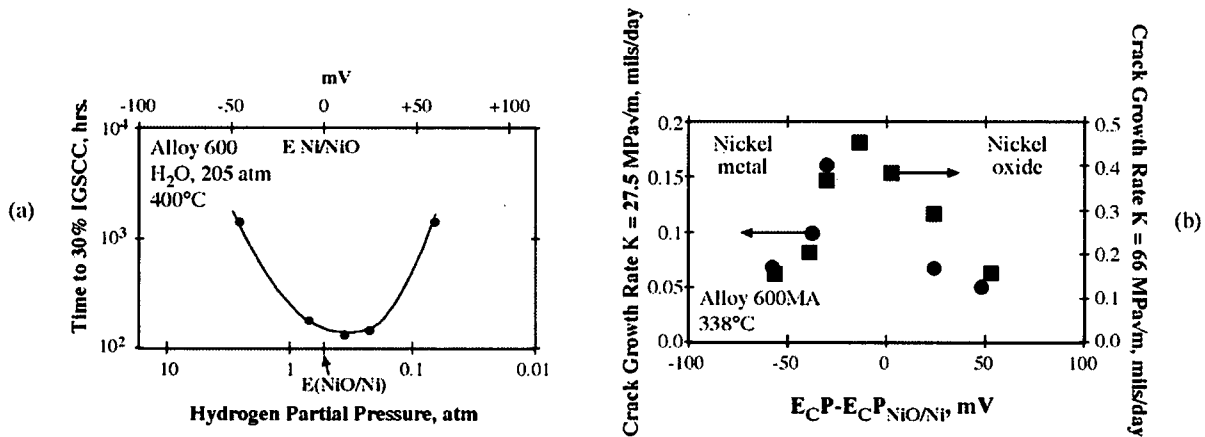 (a)
mV
-100 -50 0 +50 +100
10⁴
10³
10²
Time to 30% IGSCC, hrs.
E Ni/NiO
Alloy 600
H₂O, 205 atm
400°C
10 1 0.1 0.01
E(NiO/Ni)
Hydrogen Partial Pressure, atm
Crack Growth Rate K = 27.5 MPa√m, mils/day
0.2
0.15
0.1
0.05
0.0
Nickel
metal
Nickel
oxide
Alloy 600MA
338°C
-100 -50 0 50 100
E_CP-E_CP_NiO/Ni, mV
0.5
0.4
0.3
0.2
0.1
0.0
Crack Growth Rate K = 66 MPa√m, mils/day
(b)